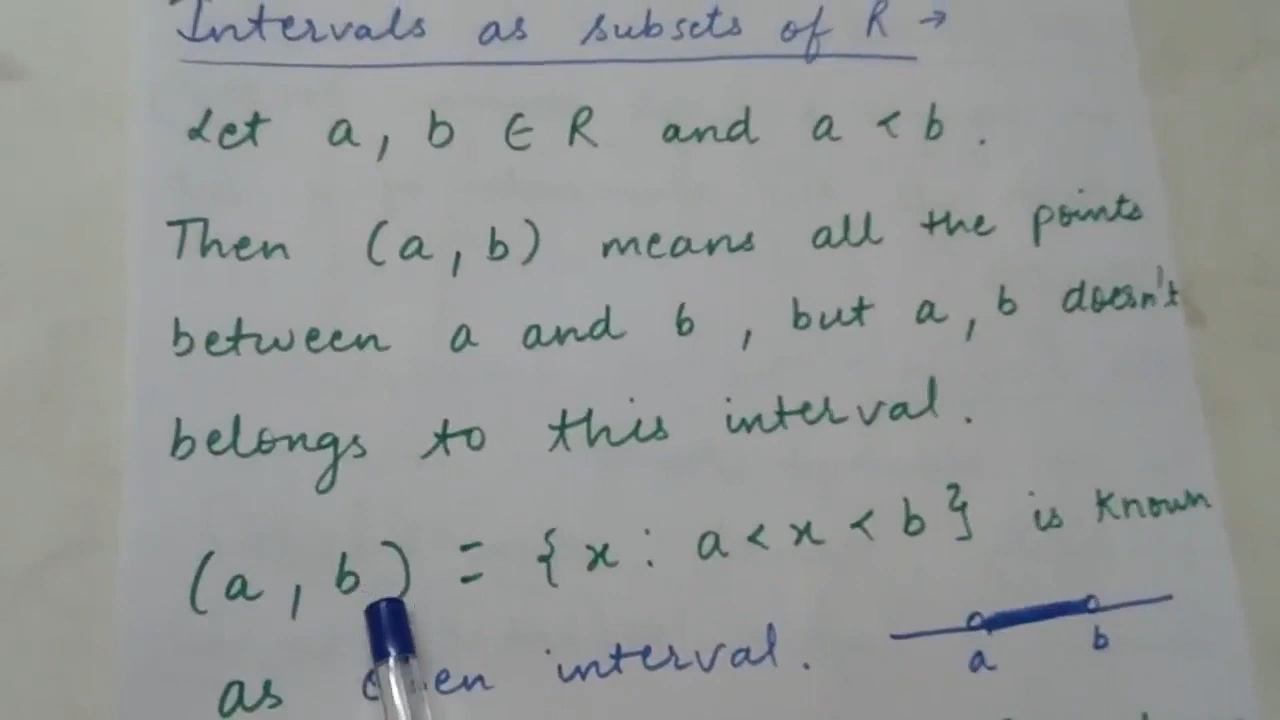 Intervals as subsets of R →
Let a, b ∈ R and a < b .
Then (a, b) means all the points
between a and b , but a, b doesn't
belongs to this interval.
(a, b) = {x : a < x < b} is known
as interval.
a b